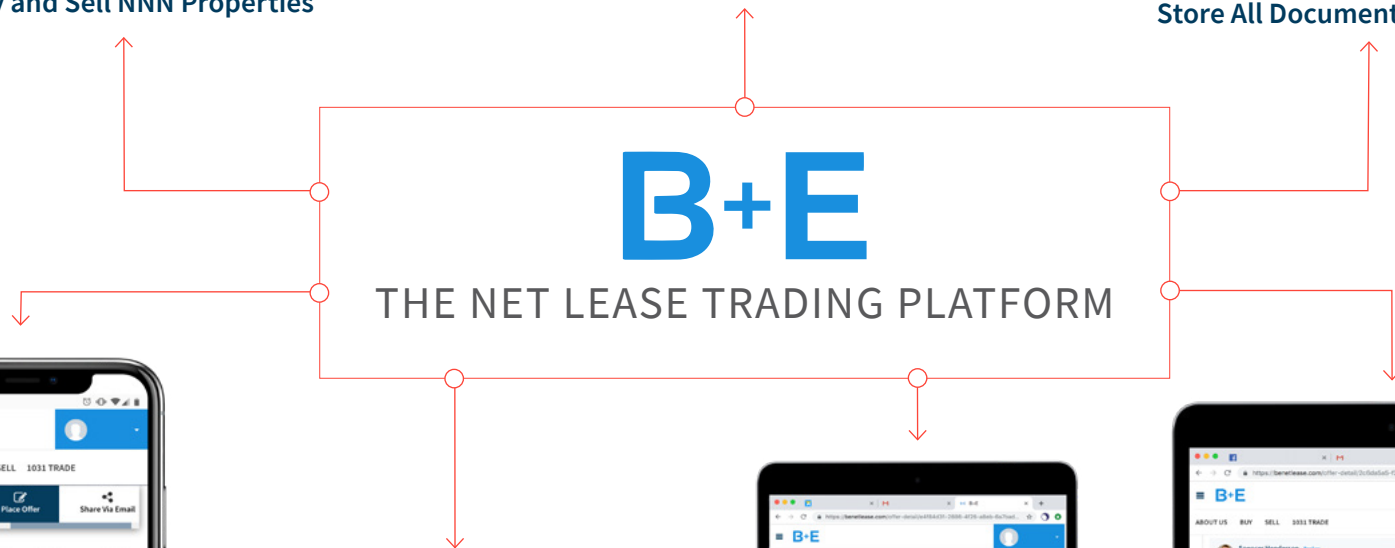 and Sell NNN Properties
Store All Document
B+E
THE NET LEASE TRADING PLATFORM
SELL 1031 TRADE
Place Offer
Share Via Email
B+E
B+E
B+E
ABOUT US BUY SELL 1031 TRADE